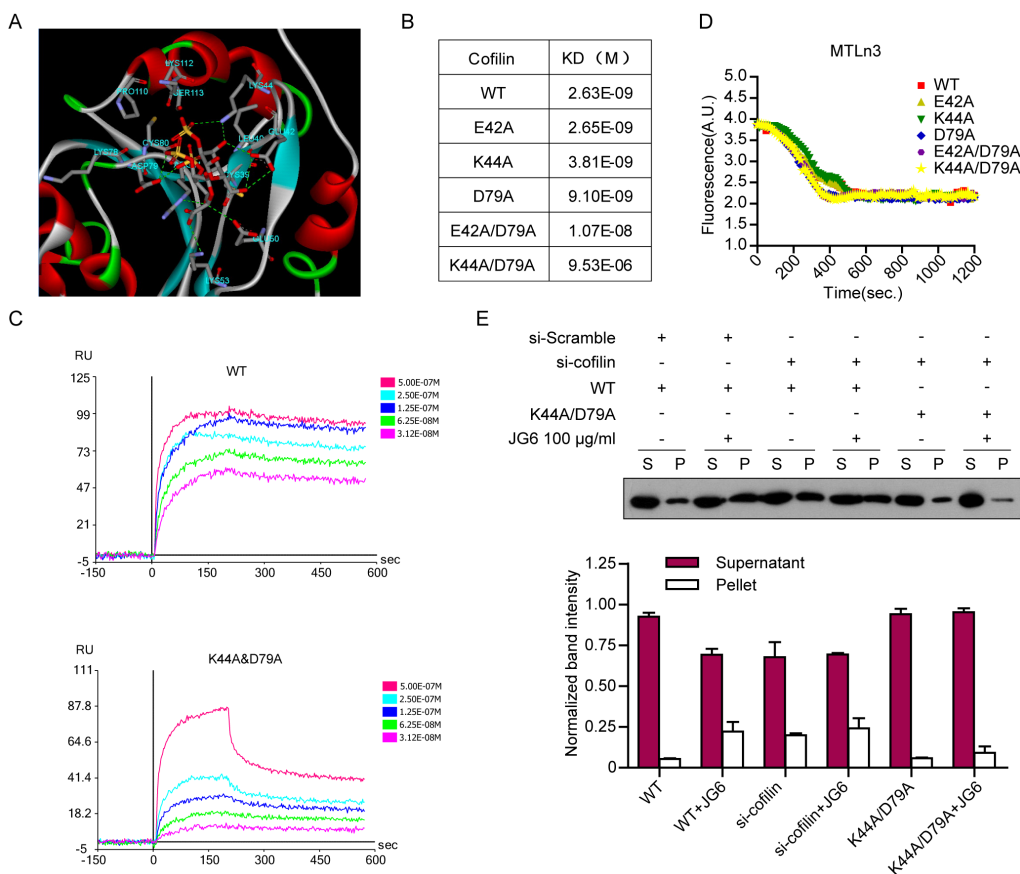 A
LYS112
PRO110
SER113
LYS44
LEU40
GLU42
LYS78
CYS80
ASP79
YS39
LYS53
B
Cofilin KD (M)
WT 2.63E-09
E42A 2.65E-09
K44A 3.81E-09
D79A 9.10E-09
E42A/D79A 1.07E-08
K44A/D79A 9.53E-06
D
MTLn3
WT
E42A
K44A
D79A
E42A/D79A
K44A/D79A
Fluorescence(A.U.)
5.0
4.0
3.5
2.5
2.0
1.0
0 200 400 600 800 1000 1200
Time(sec.)
C
RU
WT
125
99
73
47
21
-5
-150 0 150 300 450 600
sec
5.00E-07M
2.50E-07M
1.25E-07M
6.25E-08M
3.12E-08M
RU
K44A&D79A
111
87.8
64.6
41.4
18.2
-5
-150 0 150 300 450 600
sec
5.00E-07M
2.50E-07M
1.25E-07M
6.25E-08M
3.12E-08M
E
si-Scramble + + - - - -
si-cofilin - - + + + +
WT + + + + - -
K44A/D79A - - - - + +
JG6 100 µg/ml - + - + - +
S P S P S P S P S P S P
Normalized band intensity
1.25
1.00
0.75
0.50
0.25
0
Supernatant
Pellet
WT
WT+JG6
si-cofilin
si-cofilin+JG6
K44A/D79A
K44A/D79A+JG6